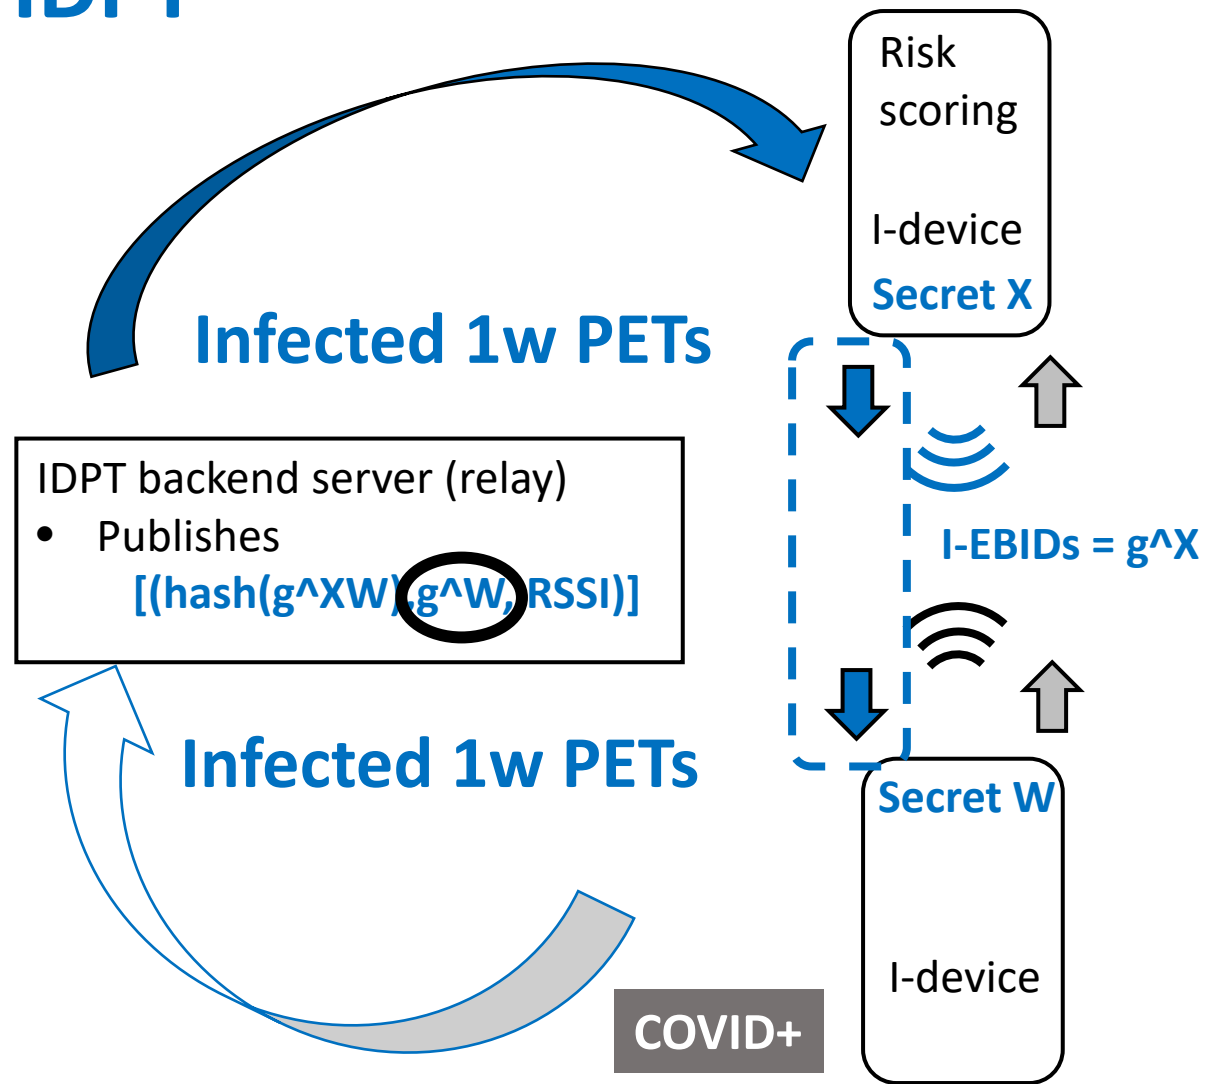 IDPT
Risk
scoring
I-device
Secret X
Infected 1w PETs
IDPT backend server (relay)
• Publishes
[(hash(g^XW),g^W, RSSI)]
I-EBIDs = g^X
Infected 1w PETs
Secret W
I-device
COVID+